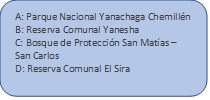 A: Parque Nacional Yanachaga Chemillén
B: Reserva Comunal Yanesha
C: Bosque de Protección San Matías –
San Carlos
D: Reserva Comunal El Sira